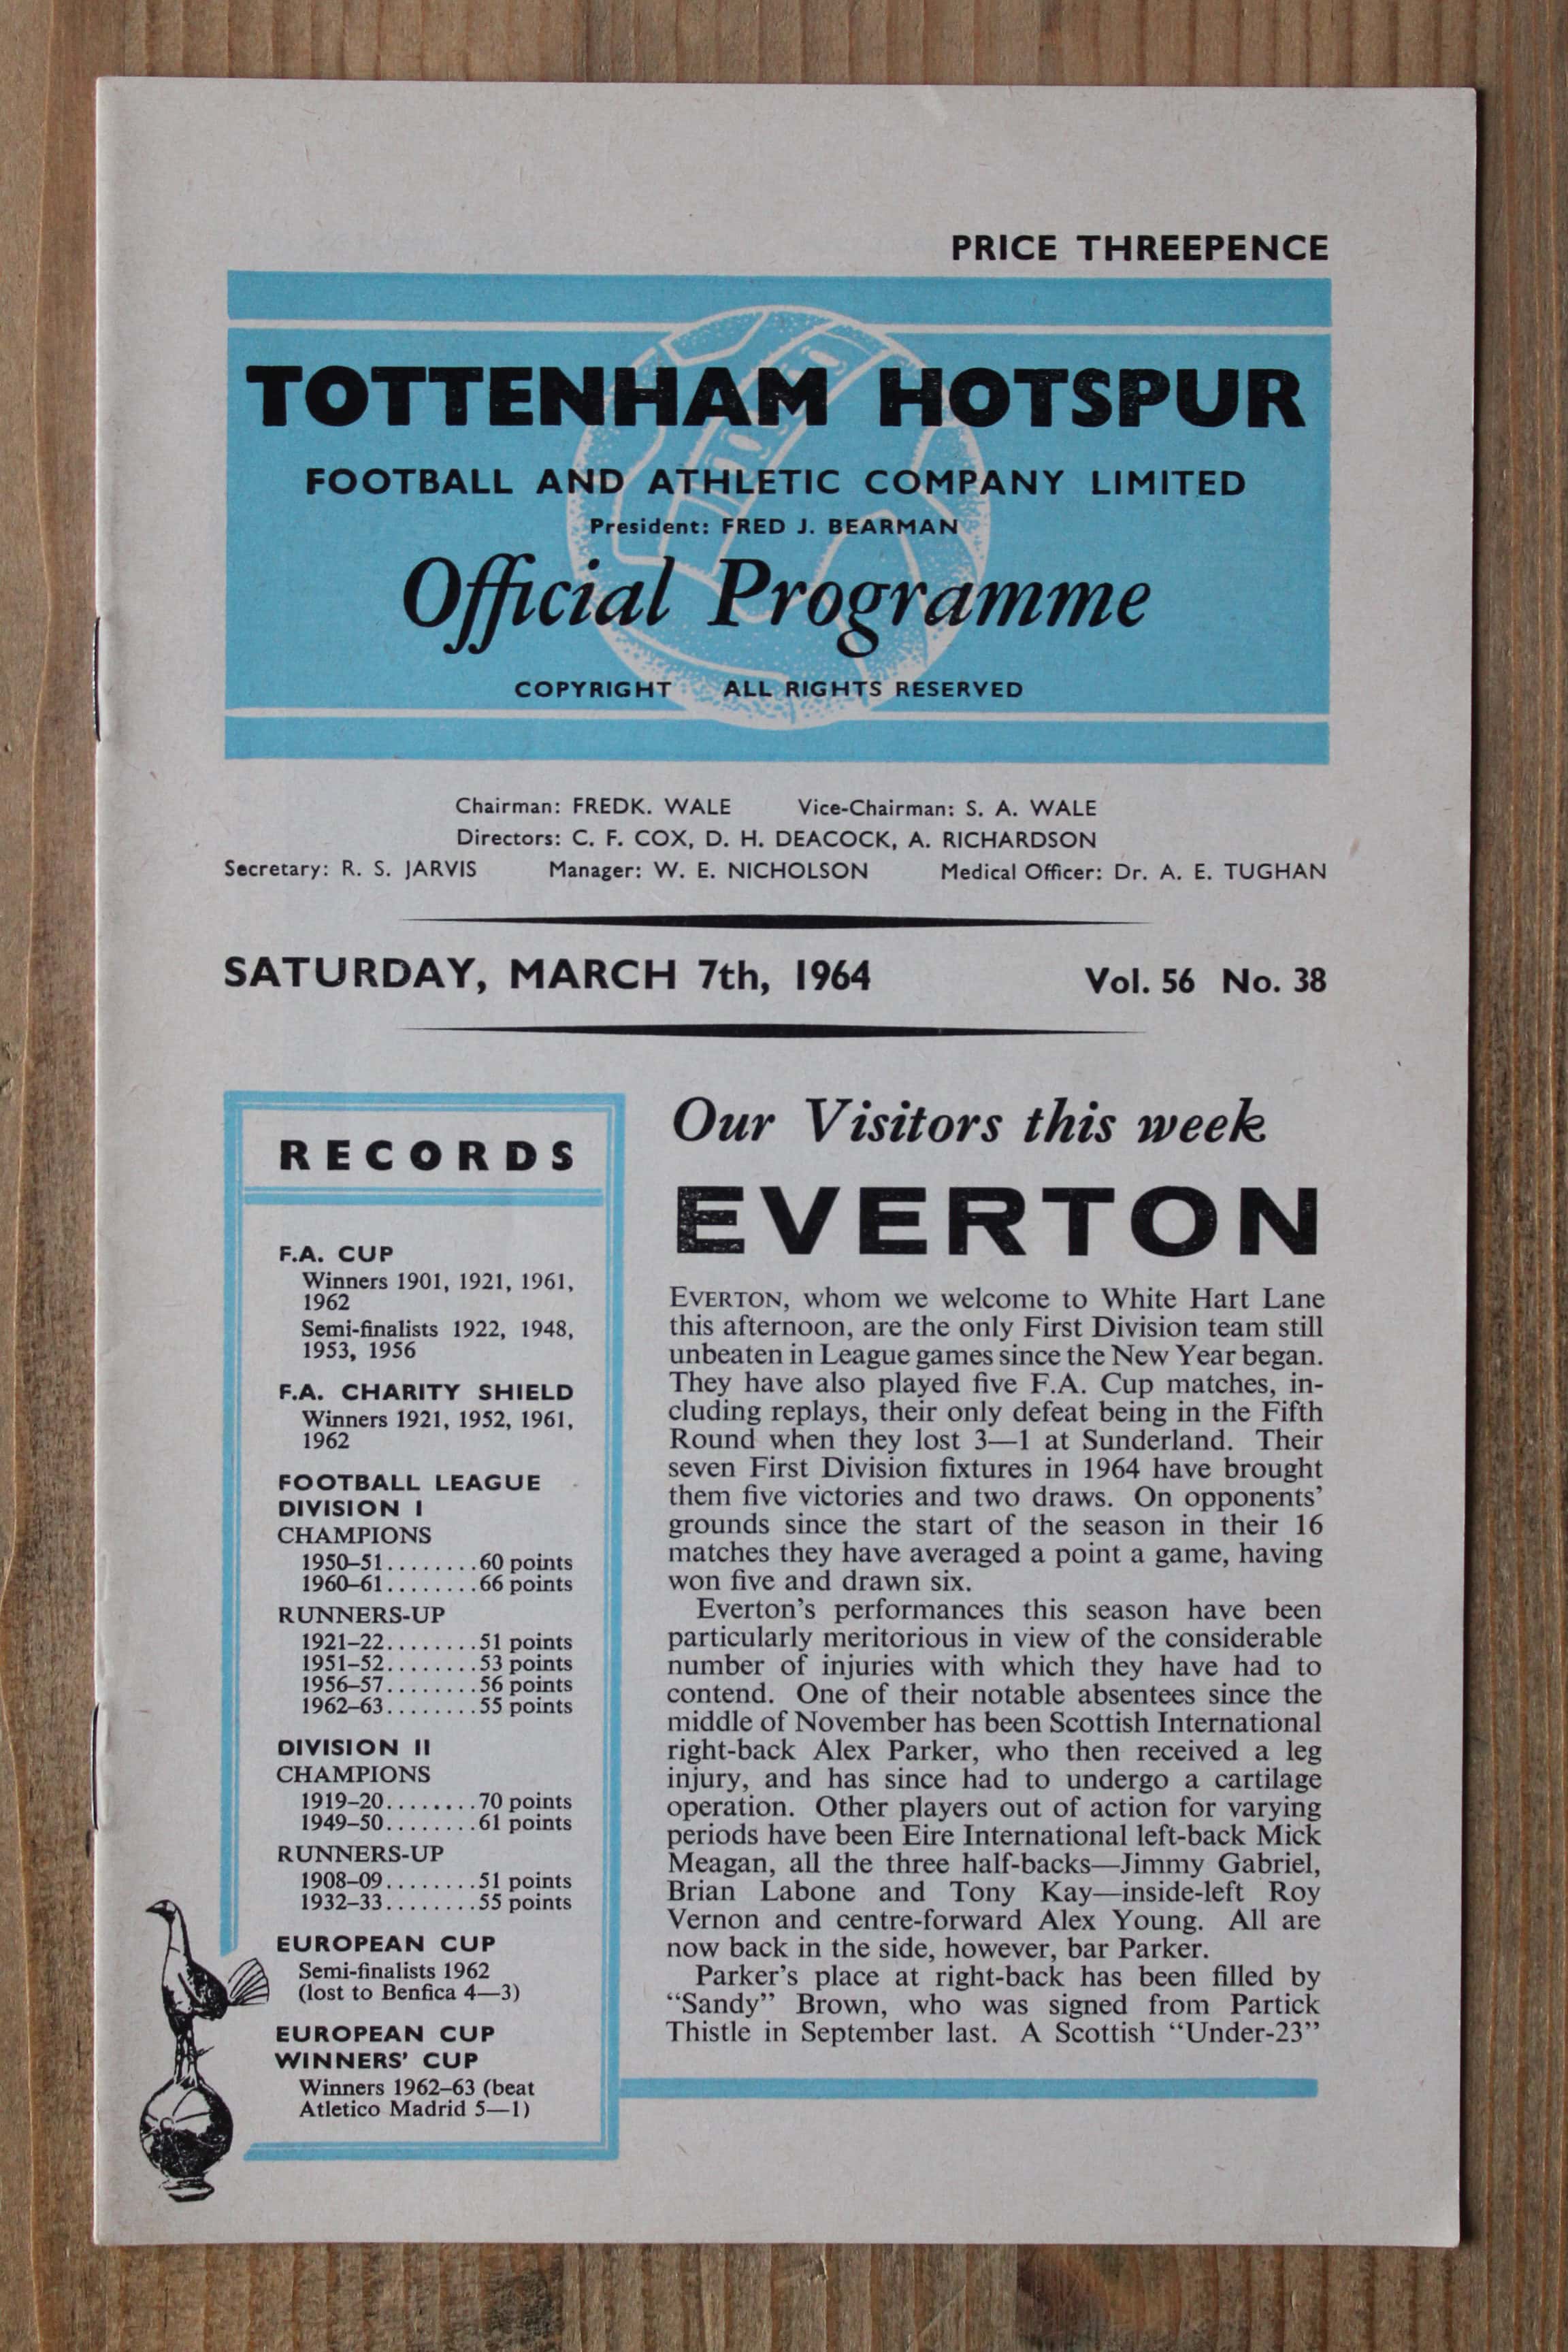 PRICE THREEPENCE
TOTTENHAM HOTSPUR
FOOTBALL AND ATHLETIC COMPANY LIMITED
President: FRED J. BEARMAN
Official Programme
COPYRIGHT ALL RIGHTS RESERVED
Chairman: FREDK. WALE Vice-Chairman: S. A. WALE
Directors: C. F. COX, D. H. DEACOCK, A. RICHARDSON
Secretary: R. S. JARVIS Manager: W. E. NICHOLSON Medical Officer: Dr. A. E. TUGHAN
SATURDAY, MARCH 7th, 1964 Vol. 56 No. 38
RECORDS
F.A. CUP
Winners 1901, 1921, 1961,
1962
Semi-finalists 1922, 1948,
1953, 1956
F.A. CHARITY SHIELD
Winners 1921, 1952, 1961,
1962
FOOTBALL LEAGUE
DIVISION I
CHAMPIONS
1950–51........60 points
1960–61........66 points
RUNNERS-UP
1921–22........51 points
1951–52........53 points
1956–57........56 points
1962–63........55 points
DIVISION II
CHAMPIONS
1919–20........70 points
1949–50........61 points
RUNNERS-UP
1908–09........51 points
1932–33........55 points
EUROPEAN CUP
Semi-finalists 1962
(lost to Benfica 4—3)
EUROPEAN CUP
WINNERS' CUP
Winners 1962–63 (beat
Atletico Madrid 5—1)
Our Visitors this week
EVERTON
EVERTON, whom we welcome to White Hart Lane
this afternoon, are the only First Division team still
unbeaten in League games since the New Year began.
They have also played five F.A. Cup matches, in-
cluding replays, their only defeat being in the Fifth
Round when they lost 3—1 at Sunderland. Their
seven First Division fixtures in 1964 have brought
them five victories and two draws. On opponents'
grounds since the start of the season in their 16
matches they have averaged a point a game, having
won five and drawn six.
Everton's performances this season have been
particularly meritorious in view of the considerable
number of injuries with which they have had to
contend. One of their notable absentees since the
middle of November has been Scottish International
right-back Alex Parker, who then received a leg
injury, and has since had to undergo a cartilage
operation. Other players out of action for varying
periods have been Eire International left-back Mick
Meagan, all the three half-backs—Jimmy Gabriel,
Brian Labone and Tony Kay—inside-left Roy
Vernon and centre-forward Alex Young. All are
now back in the side, however, bar Parker.
Parker's place at right-back has been filled by
“Sandy” Brown, who was signed from Partick
Thistle in September last. A Scottish “Under-23”